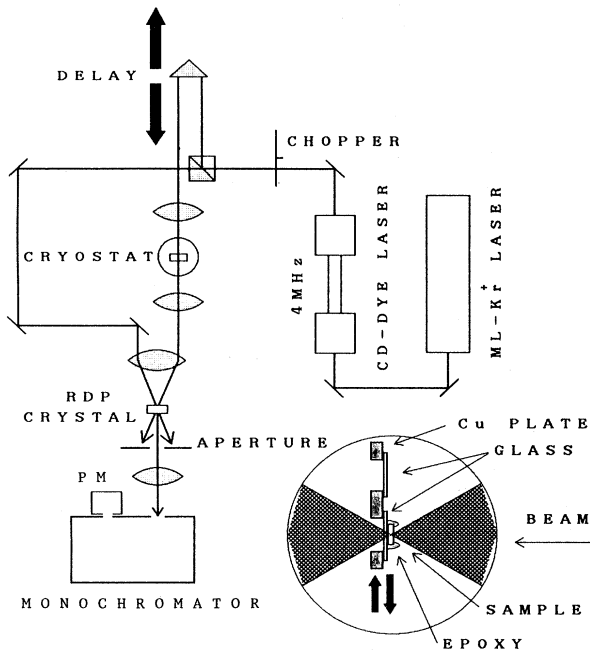 DELAY
CHOPPER
CRYOSTAT
4MHz
CD-DYE LASER
ML-Kr+ LASER
RDP
CRYSTAL
APERTURE
PM
MONOCHROMATOR
Cu PLATE
GLASS
BEAM
SAMPLE
EPOXY